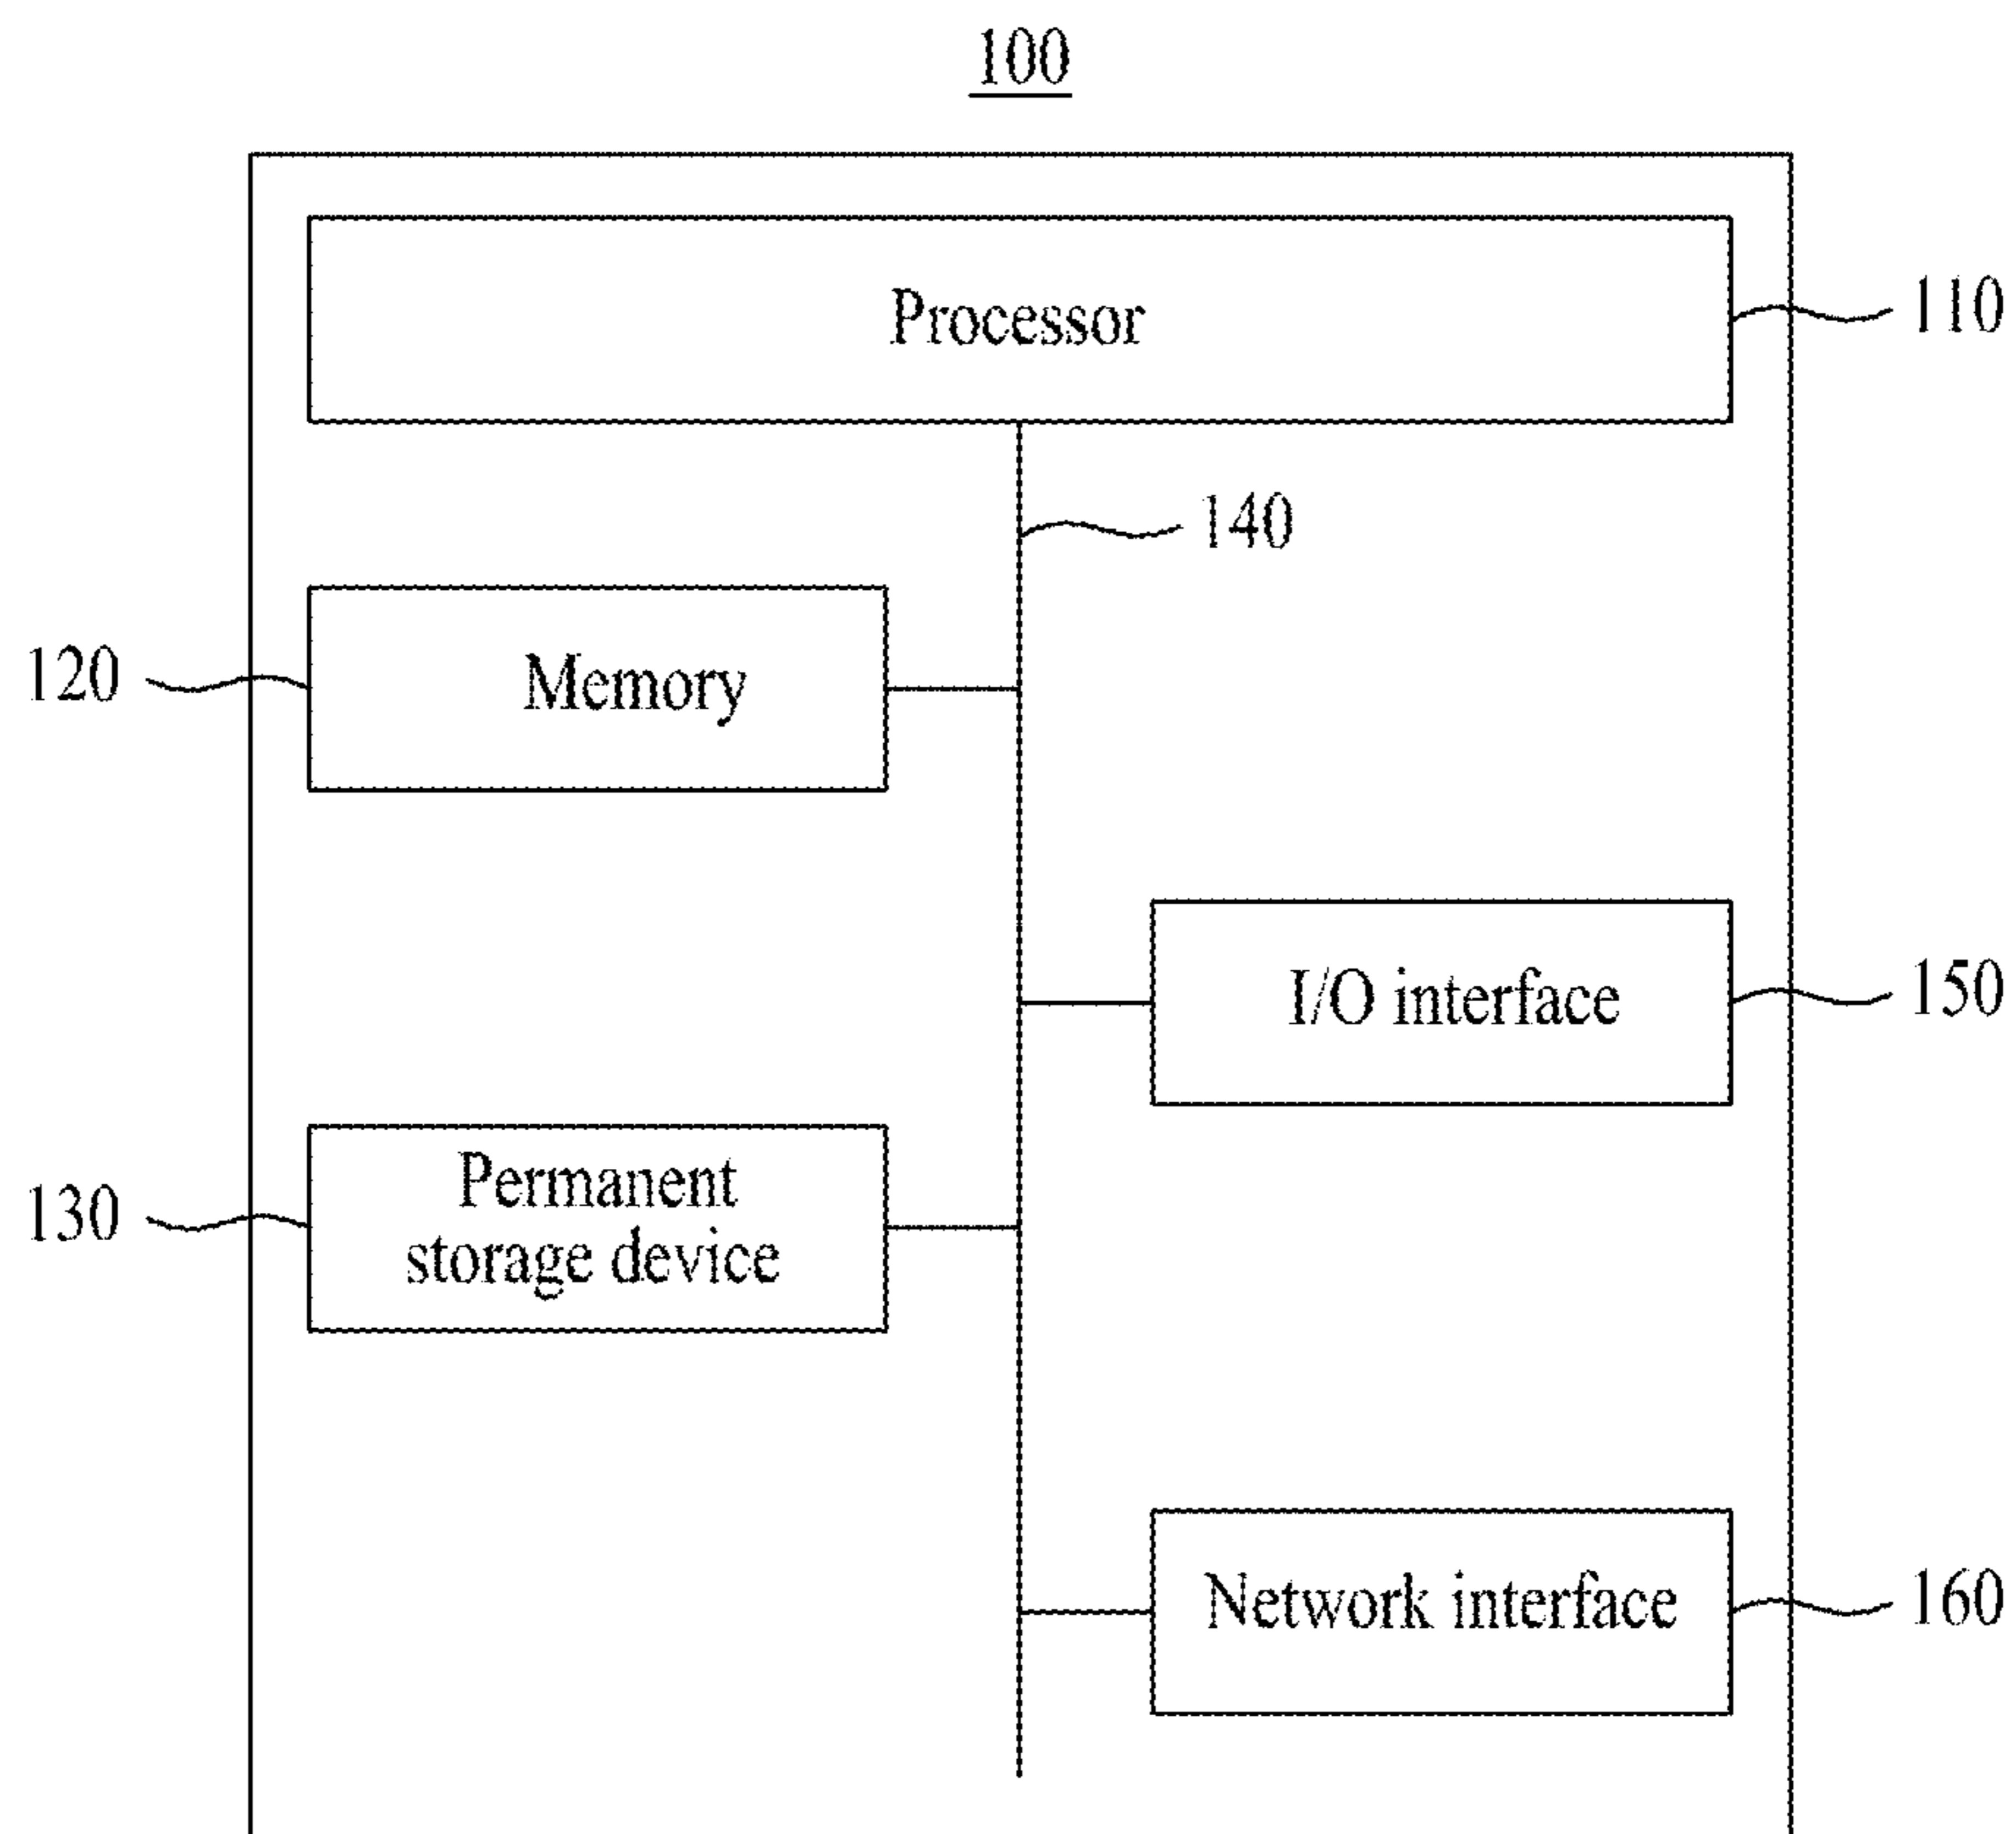 100
Processor
110
140
120
Memory
I/O interface
150
130
Permanent
storage device
Network interface
160